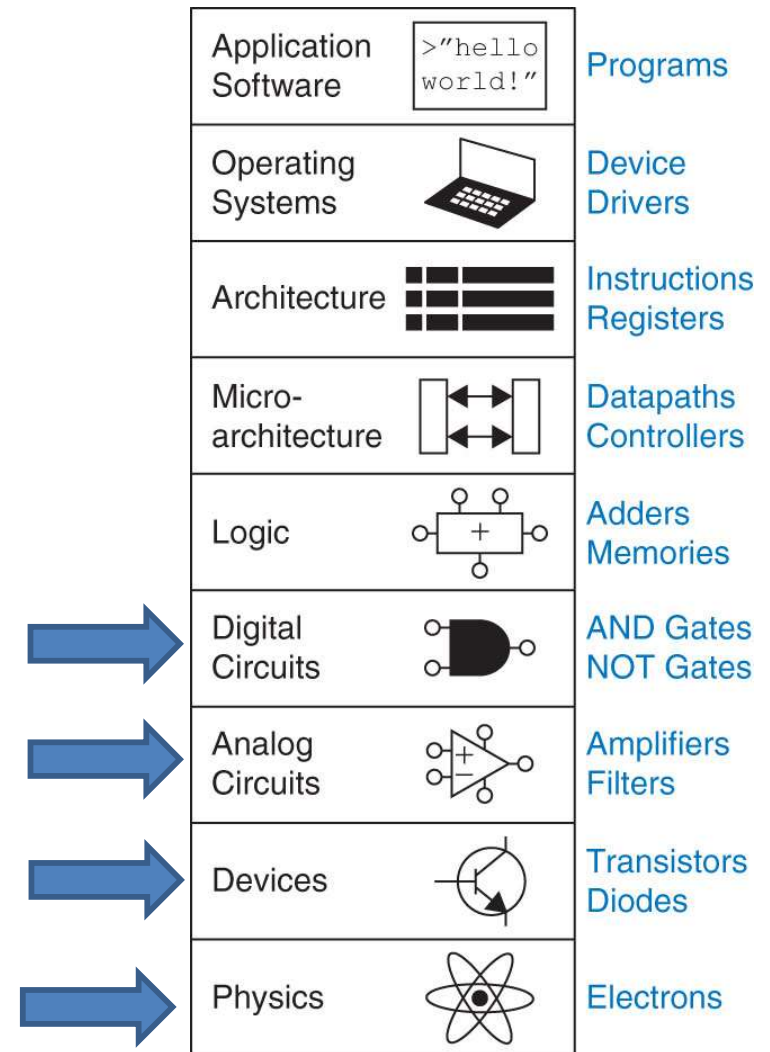 Application
Software
>"hello
world!"
Programs
Operating
Systems
Device
Drivers
Architecture
Instructions
Registers
Micro-
architecture
Datapaths
Controllers
Logic
+
Adders
Memories
Digital
Circuits
AND Gates
NOT Gates
Analog
Circuits
+
−
Amplifiers
Filters
Devices
Transistors
Diodes
Physics
Electrons